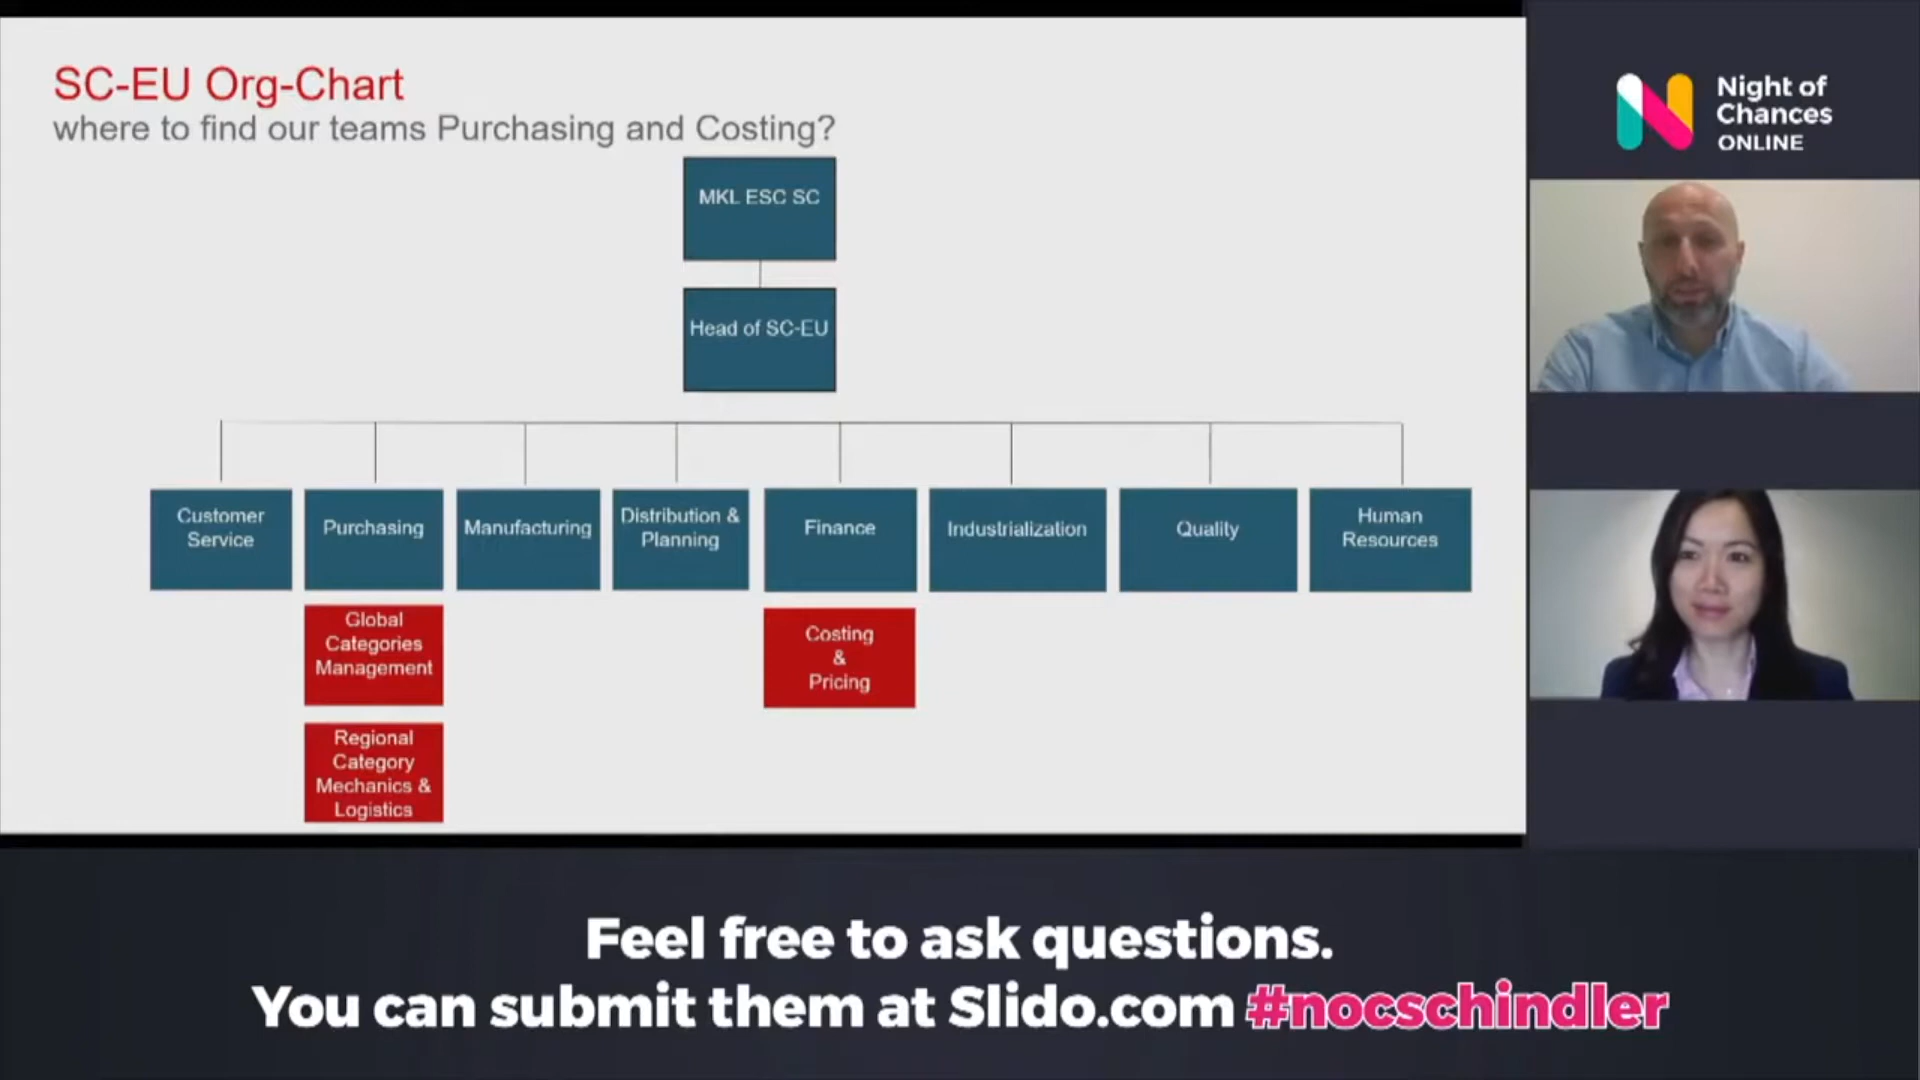 SC-EU Org-Chart
where to find our teams Purchasing and Costing?
MKL ESC SC
Head of SC-EU
Customer
Service
Purchasing
Manufacturing
Distribution &
Planning
Finance
Industrialization
Quality
Human
Resources
Global
Categories
Management
Costing
&
Pricing
Regional
Category
Mechanics &
Logistics
Night of
Chances
ONLINE
Feel free to ask questions.
You can submit them at Slido.com #nocschindler